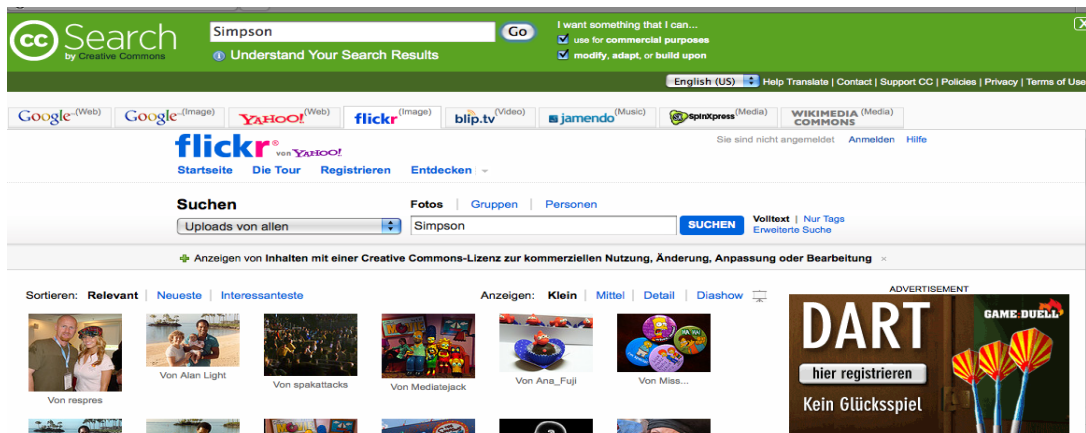 cc Search
by Creative Commons
Simpson
Go
Understand Your Search Results
I want something that I can...
use for commercial purposes
modify, adapt, or build upon
English (US)
Help Translate | Contact | Support CC | Policies | Privacy | Terms of Use
Google (Web)
Google (Image)
YAHOO! (Web)
flickr (Image)
blip.tv (Video)
jamendo (Music)
SpinXpress (Media)
WIKIMEDIA COMMONS (Media)
flickr von YAHOO!
Sie sind nicht angemeldet Anmelden Hilfe
Startseite Die Tour Registrieren Entdecken
Suchen
Fotos | Gruppen | Personen
Uploads von allen
Simpson
SUCHEN
Volltext | Nur Tags
Erweiterte Suche
Anzeigen von Inhalten mit einer Creative Commons-Lizenz zur kommerziellen Nutzung, Änderung, Anpassung oder Bearbeitung
Sortieren: Relevant | Neueste | Interessanteste
Anzeigen: Klein | Mittel | Detail | Diashow
Von respres
Von Alan Light
Von spakattacks
Von Mediatejack
Von Ana_Fuji
Von Miss...
ADVERTISEMENT
DART
GAME DUELL
hier registrieren
Kein Glücksspiel